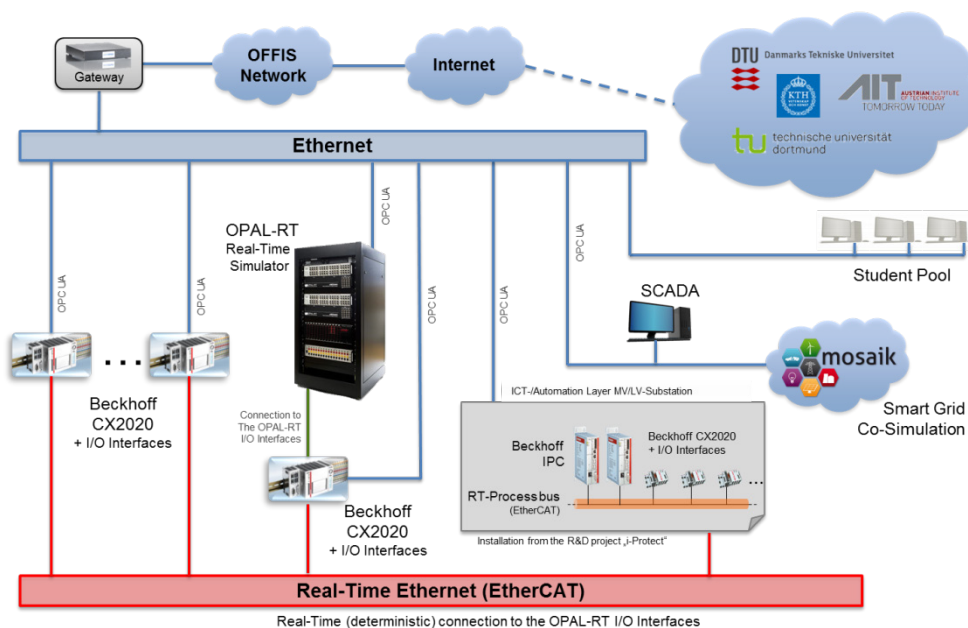 Gateway
OFFIS
Network
Internet
DTU Danmarks Tekniske Universitet
KTH
AIT AUSTRIAN INSTITUTE
OF TECHNOLOGY
TOMORROW TODAY
tu technische universität
dortmund
Ethernet
OPC UA
OPC UA
OPC UA
OPC UA
OPC UA
OPC UA
OPAL-RT
Real-Time
Simulator
Student Pool
SCADA
mosaik
Smart Grid
Co-Simulation
...
Beckhoff
CX2020
+ I/O Interfaces
Connection to
The OPAL-RT
I/O Interfaces
Beckhoff
CX2020
+ I/O Interfaces
ICT-/Automation Layer MV/LV-Substation
Beckhoff
IPC
Beckhoff CX2020
+ I/O Interfaces
...
RT-Process bus
(EtherCAT)
Installation from the R&D project „i-Protect“
Real-Time Ethernet (EtherCAT)
Real-Time (deterministic) connection to the OPAL-RT I/O Interfaces